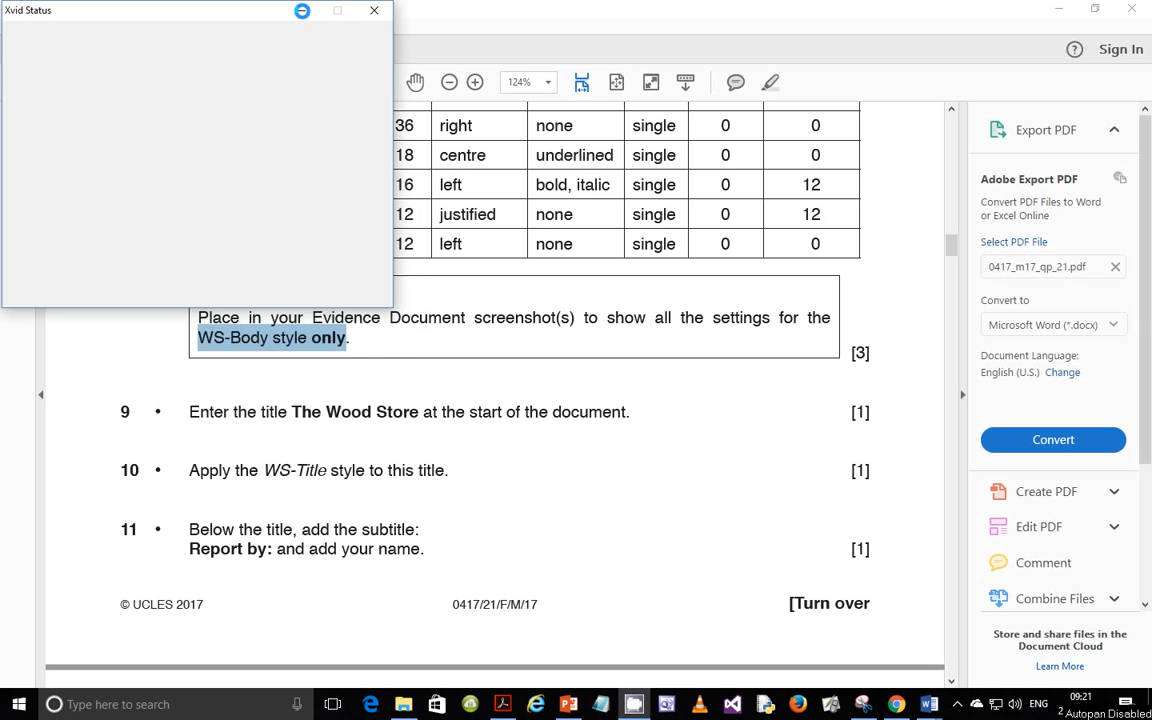 Xvid Status
Sign In
124%
36 right none single 0 0
18 centre underlined single 0 0
16 left bold, italic single 0 12
12 justified none single 0 12
12 left none single 0 0
Place in your Evidence Document screenshot(s) to show all the settings for the
WS-Body style only.
[3]
9 • Enter the title The Wood Store at the start of the document. [1]
10 • Apply the WS-Title style to this title. [1]
11 • Below the title, add the subtitle:
Report by: and add your name. [1]
© UCLES 2017 0417/21/F/M/17 [Turn over
Export PDF
Adobe Export PDF
Convert PDF Files to Word
or Excel Online
Select PDF File
0417_m17_qp_21.pdf
Convert to
Microsoft Word (*.docx)
Document Language:
English (U.S.) Change
Convert
Create PDF
Edit PDF
Comment
Combine Files
Store and share files in the
Document Cloud
Learn More
Type here to search
ENG
09:21
2 Autopan Disabled